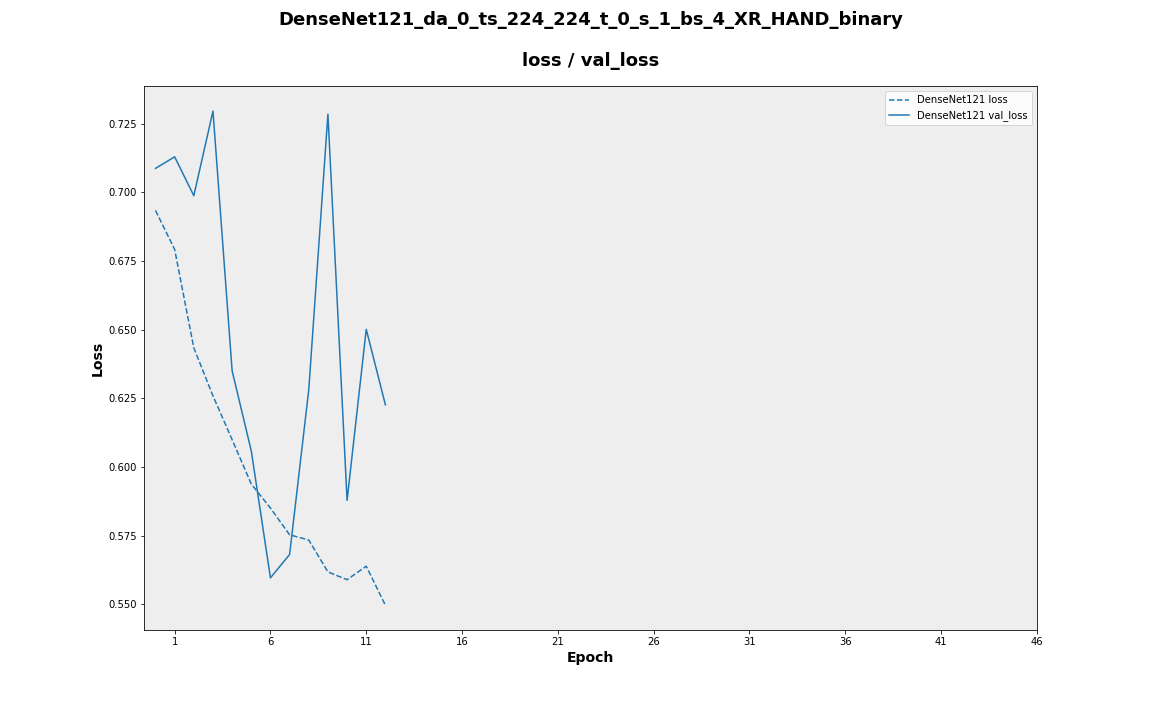 DenseNet121_da_0_ts_224_224_t_0_s_1_bs_4_XR_HAND_binary
loss / val_loss
DenseNet121 loss
DenseNet121 val_loss
0.725
0.700
0.675
0.650
0.625
0.600
0.575
0.550
Loss
1 6 11 16 21 26 31 36 41 46
Epoch